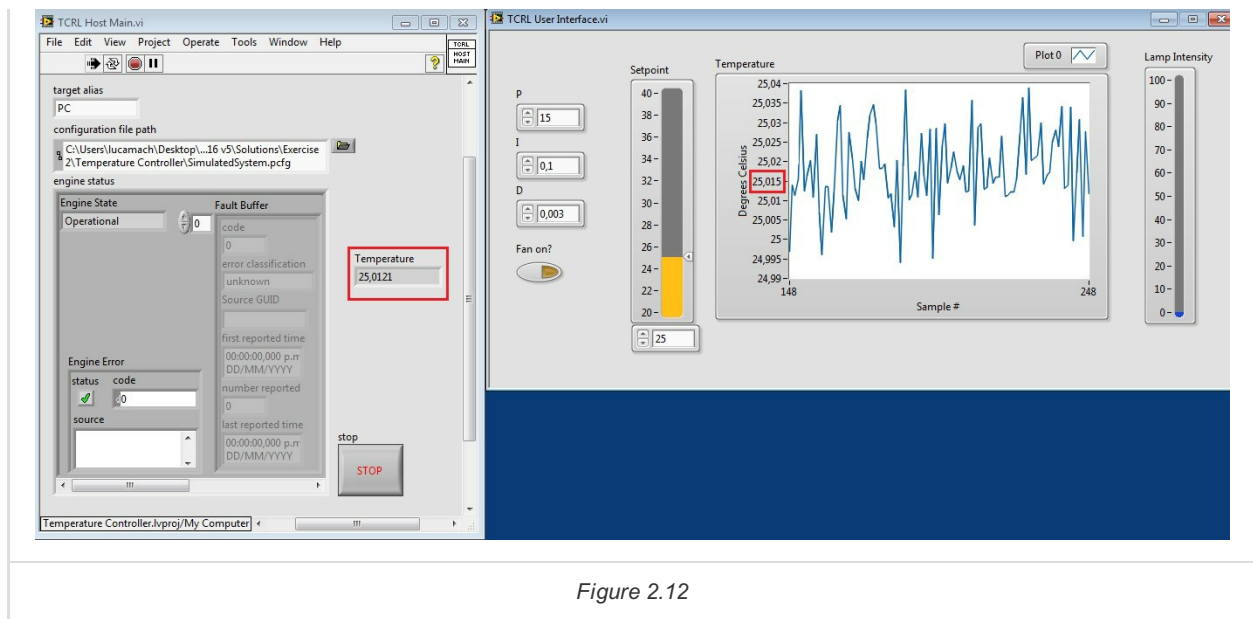 TCRL Host Main.vi
File Edit View Project Operate Tools Window Help
TCRL
HOST
MAIN
target alias
PC
configuration file path
C:\Users\lucamach\Desktop\...16 v5\Solutions\Exercise
2\Temperature Controller\SimulatedSystem.pcfg
engine status
Engine State
Operational
0
Fault Buffer
code
0
error classification
unknown
Source GUID
first reported time
00:00:00,000 p.m
DD/MM/YYYY
number reported
0
last reported time
00:00:00,000 p.m
DD/MM/YYYY
Engine Error
status code
0
source
Temperature
25,0121
stop
STOP
Temperature Controller.lvproj/My Computer
TCRL User Interface.vi
P
15
I
0,1
D
0,003
Fan on?
Setpoint
40
38
36
34
32
30
28
26
24
22
20
25
Temperature
Plot 0
Degrees Celsius
25,04
25,035
25,03
25,025
25,02
25,015
25,01
25,005
25
24,995
24,99
148 248
Sample #
Lamp Intensity
100
90
80
70
60
50
40
30
20
10
0
Figure 2.12